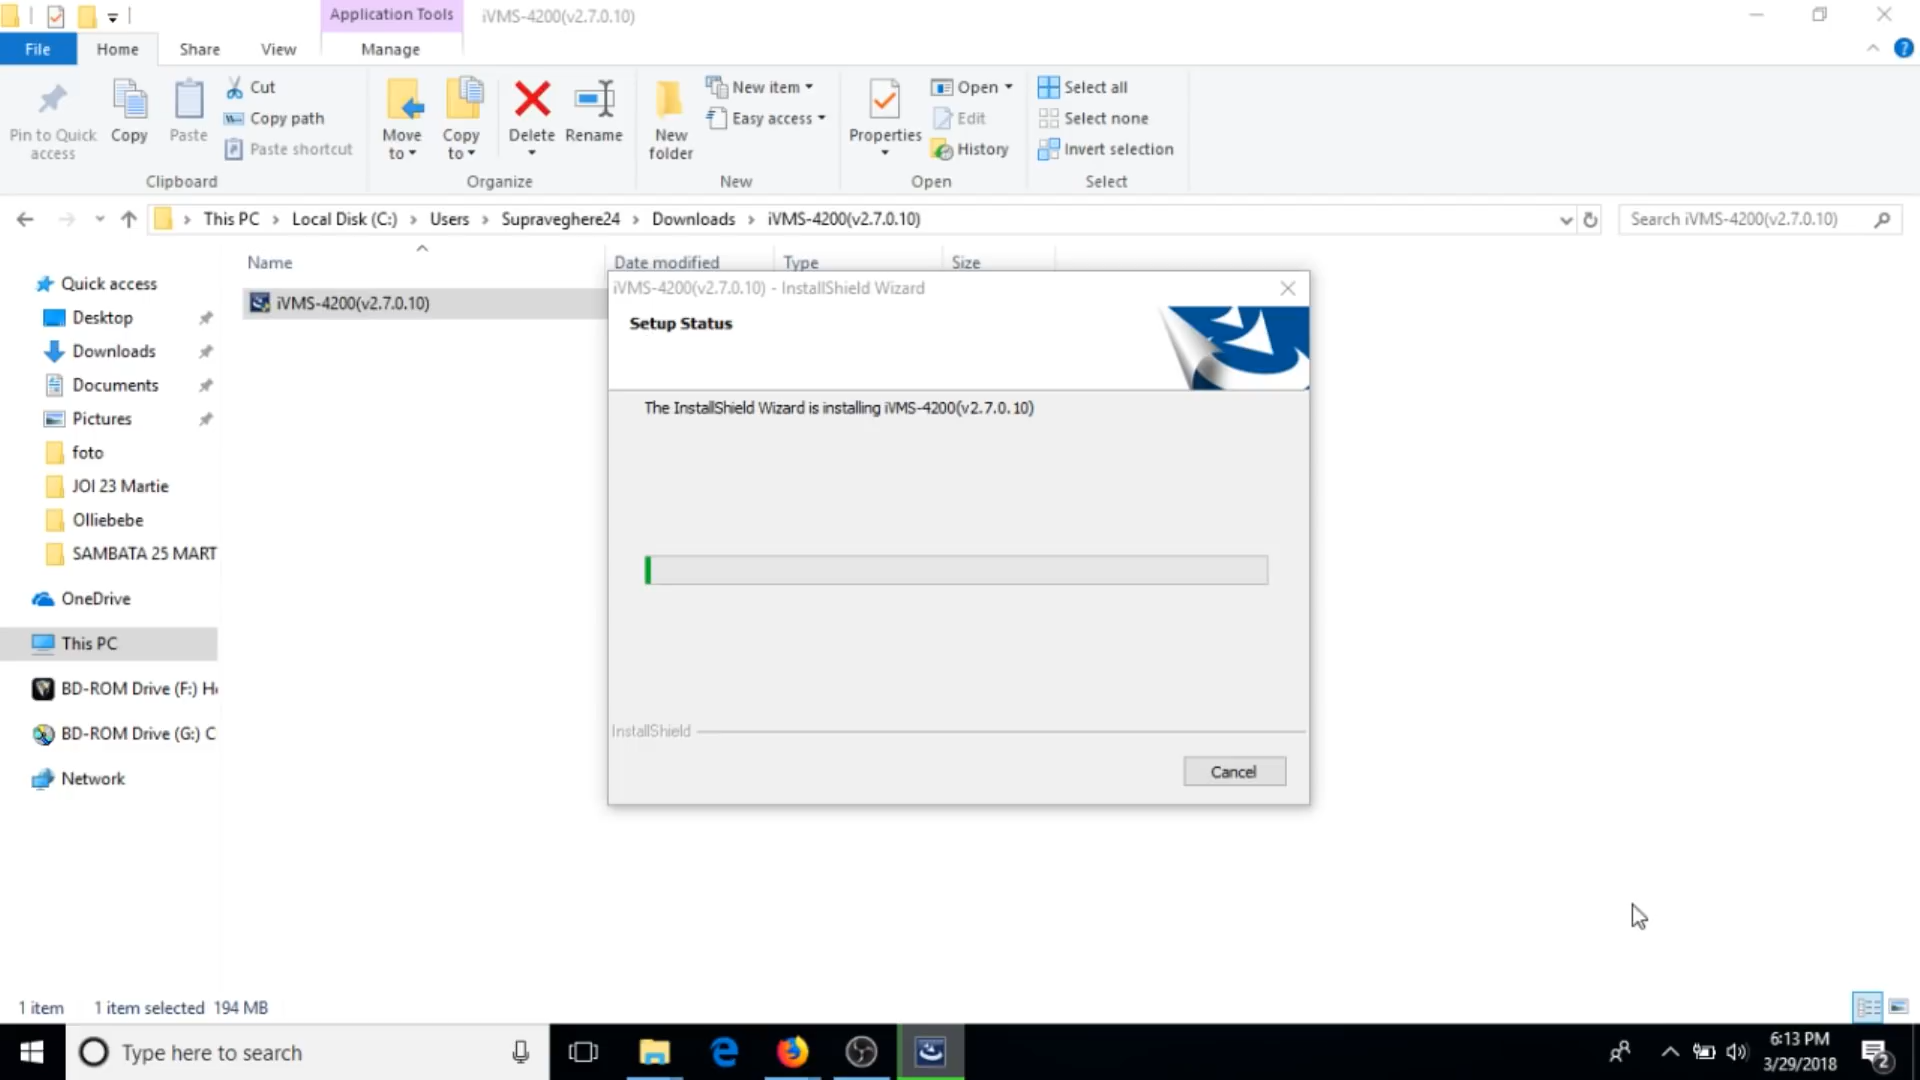 Application Tools
iVMS-4200(v2.7.0.10)
File
Home
Share
View
Manage
Pin to Quick
access
Copy
Paste
Cut
Copy path
Paste shortcut
Clipboard
Move
to
Copy
to
Delete
Rename
Organize
New
folder
New item
Easy access
New
Properties
Open
Edit
History
Open
Select all
Select none
Invert selection
Select
This PC
Local Disk (C:)
Users
Supraveghere24
Downloads
iVMS-4200(v2.7.0.10)
Search iVMS-4200(v2.7.0.10)
Name
Date modified
Type
Size
Quick access
Desktop
Downloads
Documents
Pictures
foto
JOI 23 Martie
Olliebebe
SAMBATA 25 MART
OneDrive
This PC
BD-ROM Drive (F:) H
BD-ROM Drive (G:) C
Network
iVMS-4200(v2.7.0.10)
iVMS-4200(v2.7.0.10) - InstallShield Wizard
Setup Status
The InstallShield Wizard is installing iVMS-4200(v2.7.0.10)
InstallShield
Cancel
1 item
1 item selected 194 MB
Type here to search
6:13 PM
3/29/2018
2